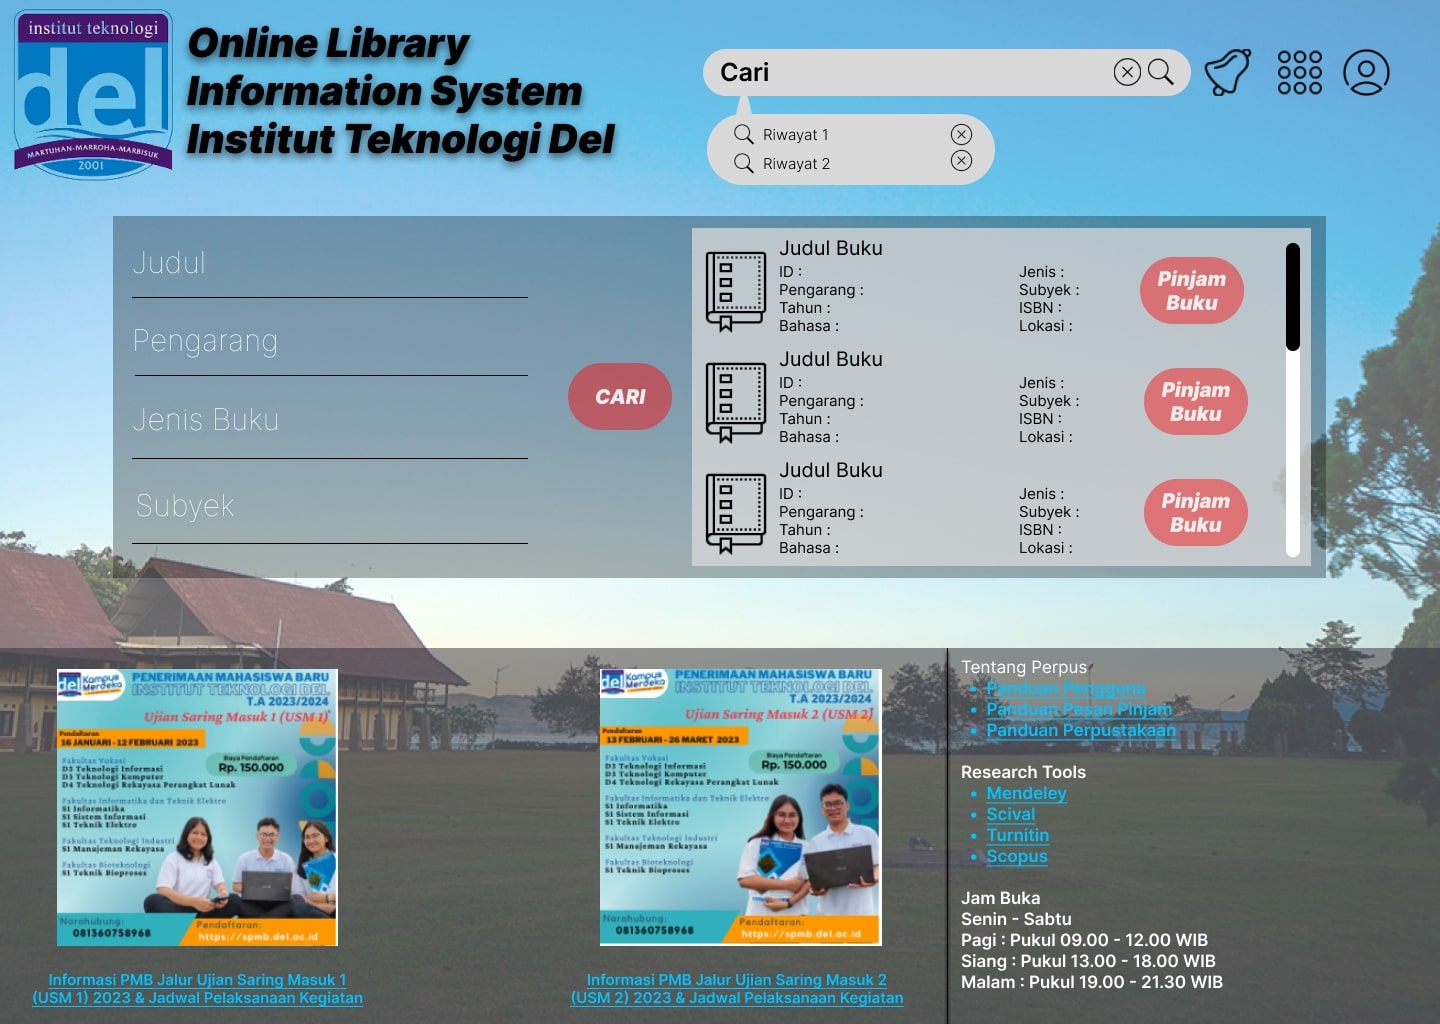 institut teknologi
del
MARTUHAN-MARROHA-MARBISUK
2001
Online Library
Information System
Institut Teknologi Del
Cari
Riwayat 1
Riwayat 2
Judul
Pengarang
Jenis Buku
Subyek
CARI
Judul Buku
ID :
Pengarang :
Tahun :
Bahasa :
Jenis :
Subyek :
ISBN :
Lokasi :
Pinjam
Buku
Judul Buku
ID :
Pengarang :
Tahun :
Bahasa :
Jenis :
Subyek :
ISBN :
Lokasi :
Pinjam
Buku
Judul Buku
ID :
Pengarang :
Tahun :
Bahasa :
Jenis :
Subyek :
ISBN :
Lokasi :
Pinjam
Buku
del Kampus
Merdeka
PENERIMAAN MAHASISWA BARU
INSTITUT TEKNOLOGI DEL
T.A 2023/2024
Ujian Saring Masuk 1 (USM 1)
Pendaftaran
16 JANUARI - 12 FEBRUARI 2023
Biaya Pendaftaran
Rp. 150.000
Fakultas Vokasi
D3 Teknologi Informasi
D3 Teknologi Komputer
D4 Teknologi Rekayasa Perangkat Lunak
Fakultas Informatika dan Teknik Elektro
S1 Informatika
S1 Sistem Informasi
S1 Teknik Elektro
Fakultas Teknologi Industri
S1 Manajeman Rekayasa
Fakultas Bioteknologi
S1 Teknik Bioproses
Narahubung:
081360758968
Pendaftaran:
https://spmb.del.ac.id
Informasi PMB Jalur Ujian Saring Masuk 1
(USM 1) 2023 & Jadwal Pelaksanaan Kegiatan
del Kampus
Merdeka
PENERIMAAN MAHASISWA BARU
INSTITUT TEKNOLOGI DEL
T.A 2023/2024
Ujian Saring Masuk 2 (USM 2)
Pendaftaran
13 FEBRUARI - 26 MARET 2023
Biaya Pendaftaran
Rp. 150.000
Fakultas Vokasi
D3 Teknologi Informasi
D3 Teknologi Komputer
D4 Teknologi Rekayasa Perangkat Lunak
Fakultas Informatika dan Teknik Elektro
S1 Informatika
S1 Sistem Informasi
S1 Teknik Elektro
Fakultas Teknologi Industri
S1 Manajeman Rekayasa
Fakultas Bioteknologi
S1 Teknik Bioproses
Narahubung:
081360758968
Pendaftaran:
https://spmb.del.ac.id
Informasi PMB Jalur Ujian Saring Masuk 2
(USM 2) 2023 & Jadwal Pelaksanaan Kegiatan
Tentang Perpus
• Panduan Pengguna
• Panduan Pesan Pinjam
• Panduan Perpustakaan
Research Tools
• Mendeley
• Scival
• Turnitin
• Scopus
Jam Buka
Senin - Sabtu
Pagi : Pukul 09.00 - 12.00 WIB
Siang : Pukul 13.00 - 18.00 WIB
Malam : Pukul 19.00 - 21.30 WIB